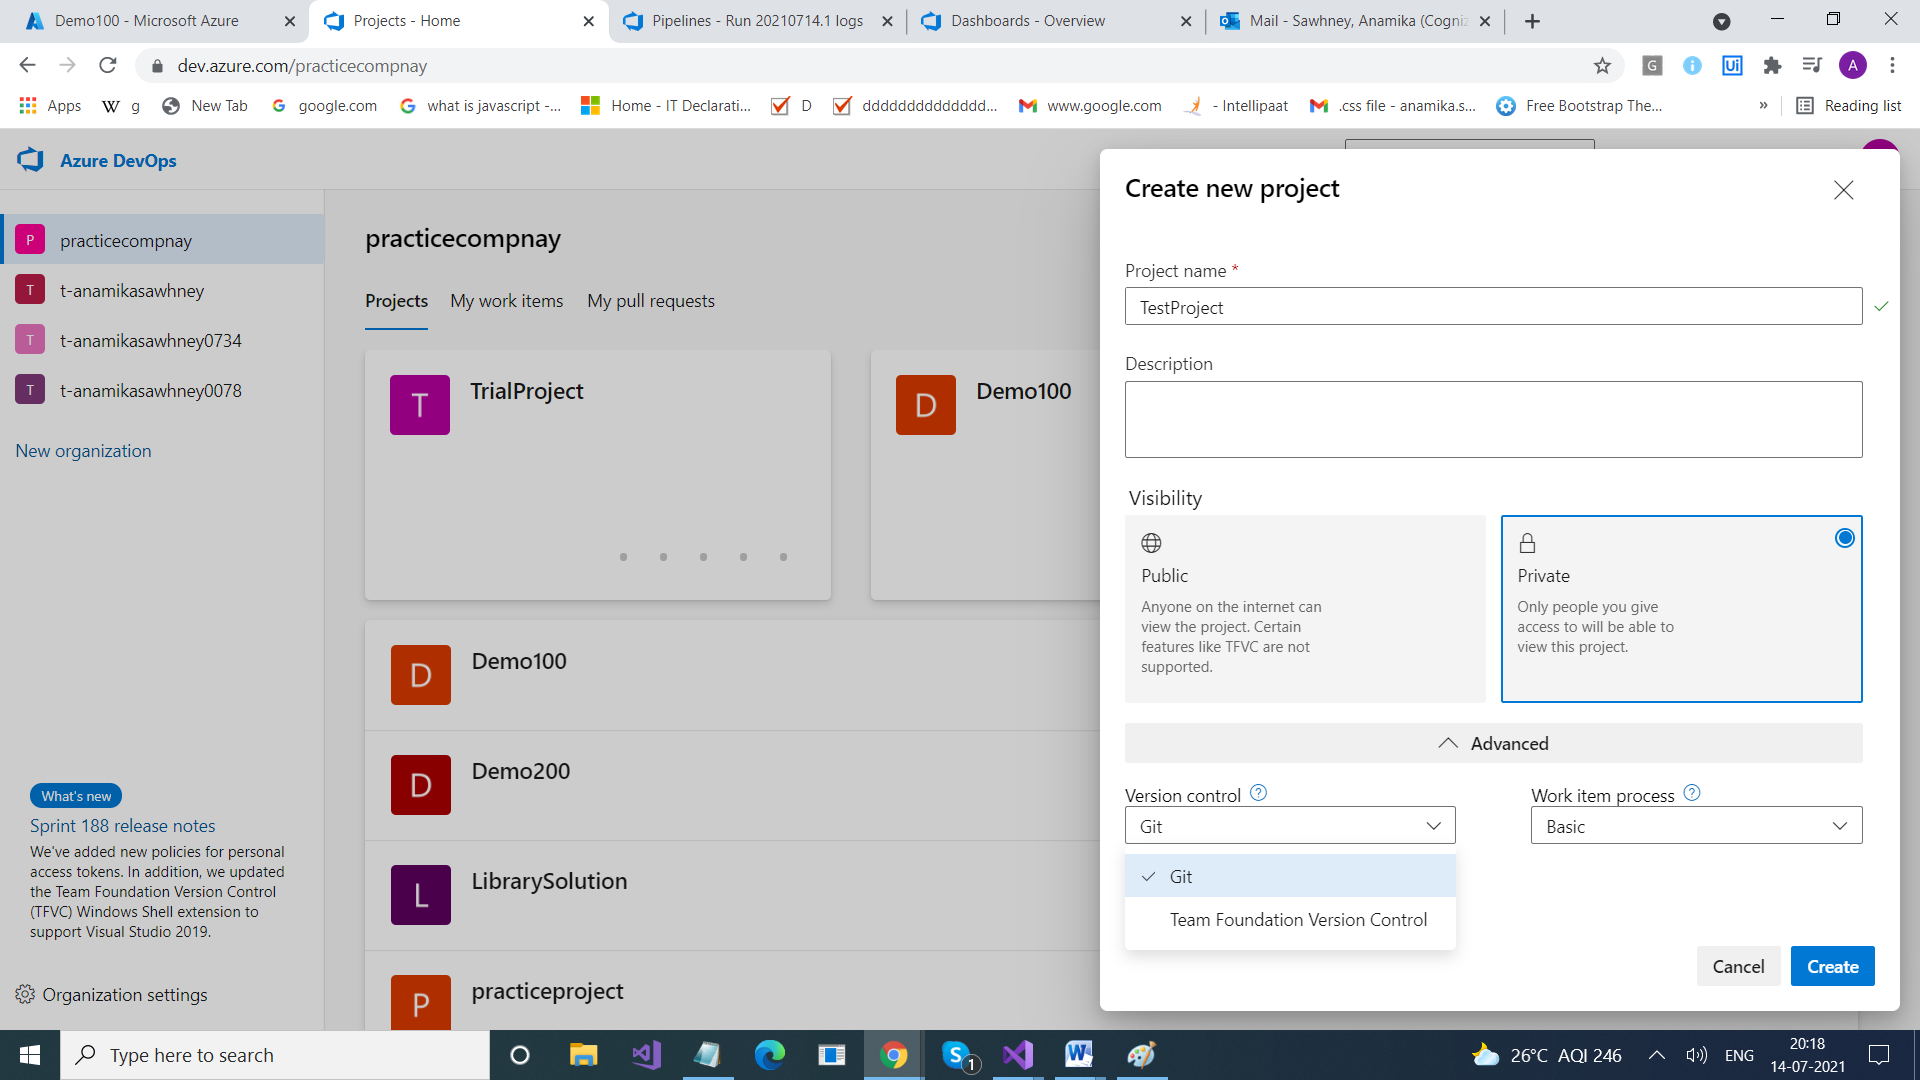 Demo100 - Microsoft Azure
Projects - Home
Pipelines - Run 20210714.1 logs
Dashboards - Overview
Mail - Sawhney, Anamika (Cogniz
dev.azure.com/practicecompnay
G
Ui
A
Apps
W g
New Tab
G google.com
G what is javascript -...
Home - IT Declarati...
D
dddddddddddddd...
www.google.com
- Intellipaat
.css file - anamika.s...
Free Bootstrap The...
»
Reading list
Azure DevOps
P practicecompnay
T t-anamikasawhney
T t-anamikasawhney0734
T t-anamikasawhney0078
New organization
What's new
Sprint 188 release notes
We've added new policies for personal
access tokens. In addition, we updated
the Team Foundation Version Control
(TFVC) Windows Shell extension to
support Visual Studio 2019.
Organization settings
practicecompnay
Projects
My work items
My pull requests
T TrialProject
D Demo100
D Demo100
D Demo200
L LibrarySolution
P practiceproject
Create new project
Project name *
TestProject
Description
Visibility
Public
Anyone on the internet can
view the project. Certain
features like TFVC are not
supported.
Private
Only people you give
access to will be able to
view this project.
Advanced
Version control ?
Git
Git
Team Foundation Version Control
Work item process ?
Basic
Cancel
Create
Type here to search
S 1
W
26°C AQI 246
ENG
20:18
14-07-2021